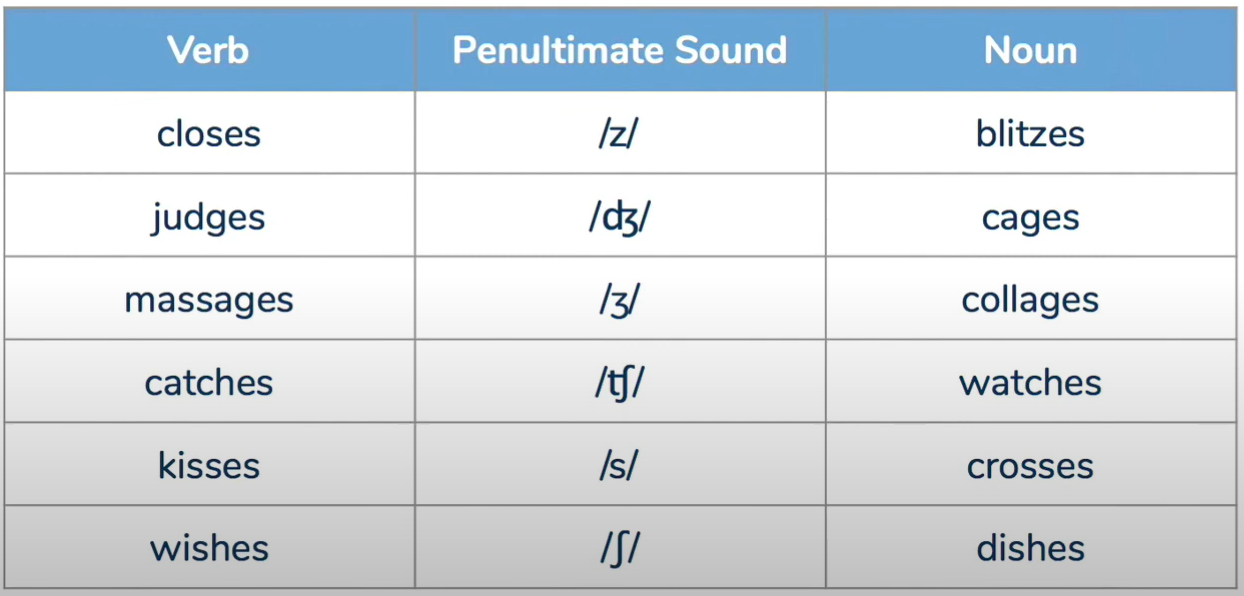 Verb Penultimate Sound Noun
closes /z/ blitzes
judges /ʤ/ cages
massages /ʒ/ collages
catches /ʧ/ watches
kisses /s/ crosses
wishes /ʃ/ dishes